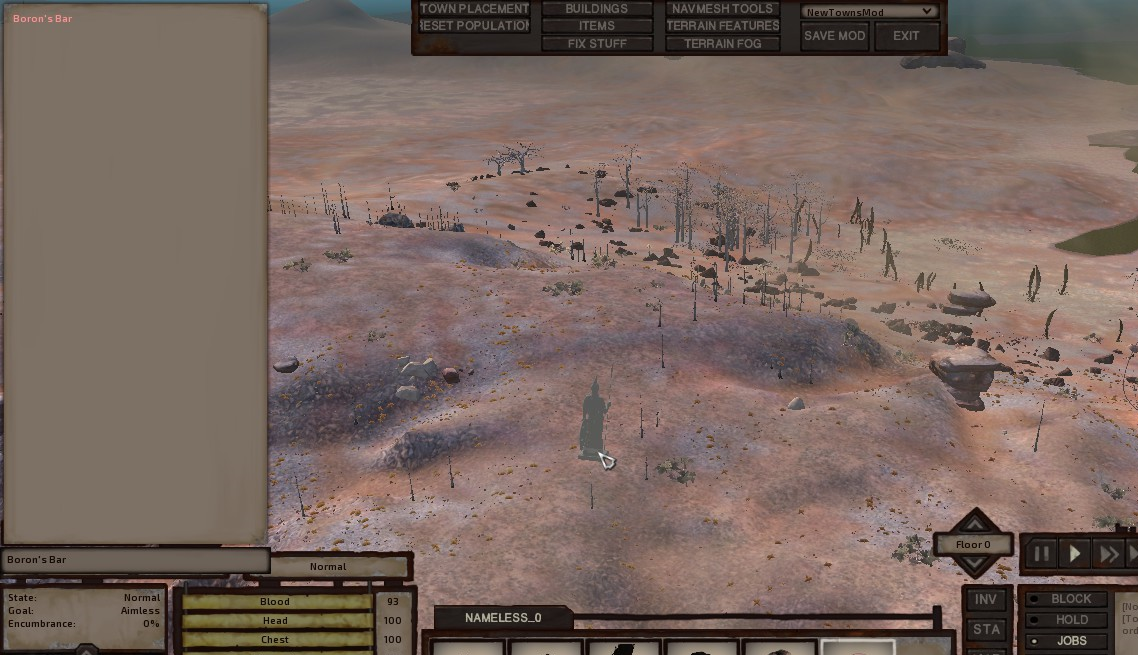 Boron's Bar
TOWN PLACEMENT
BUILDINGS
NAVMESH TOOLS
NewTownsMod
RESET POPULATION
ITEMS
TERRAIN FEATURES
SAVE MOD
EXIT
FIX STUFF
TERRAIN FOG
Floor 0
Boron's Bar
Normal
State: Normal
Goal: Aimless
Encumbrance: 0%
Blood 93
Head 100
Chest 100
NAMELESS_0
INV
STA
BLOCK
HOLD
JOBS